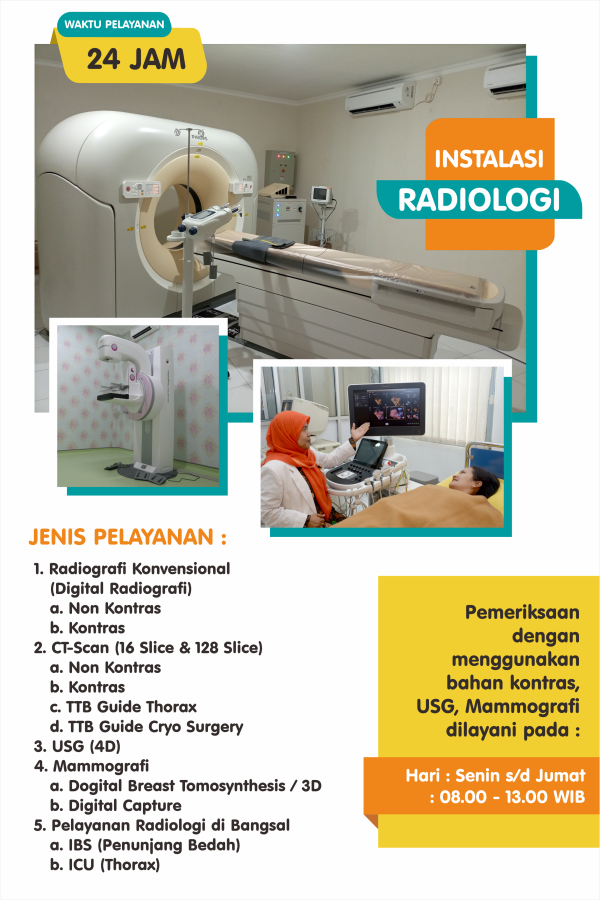 WAKTU PELAYANAN
24 JAM
INSTALASI
RADIOLOGI
JENIS PELAYANAN :
1. Radiografi Konvensional
(Digital Radiografi)
a. Non Kontras
b. Kontras
2. CT-Scan (16 Slice & 128 Slice)
a. Non Kontras
b. Kontras
c. TTB Guide Thorax
d. TTB Guide Cryo Surgery
3. USG (4D)
4. Mammografi
a. Dogital Breast Tomosynthesis / 3D
b. Digital Capture
5. Pelayanan Radiologi di Bangsal
a. IBS (Penunjang Bedah)
b. ICU (Thorax)
Pemeriksaan
dengan
menggunakan
bahan kontras,
USG, Mammografi
dilayani pada :
Hari : Senin s/d Jumat
: 08.00 - 13.00 WIB